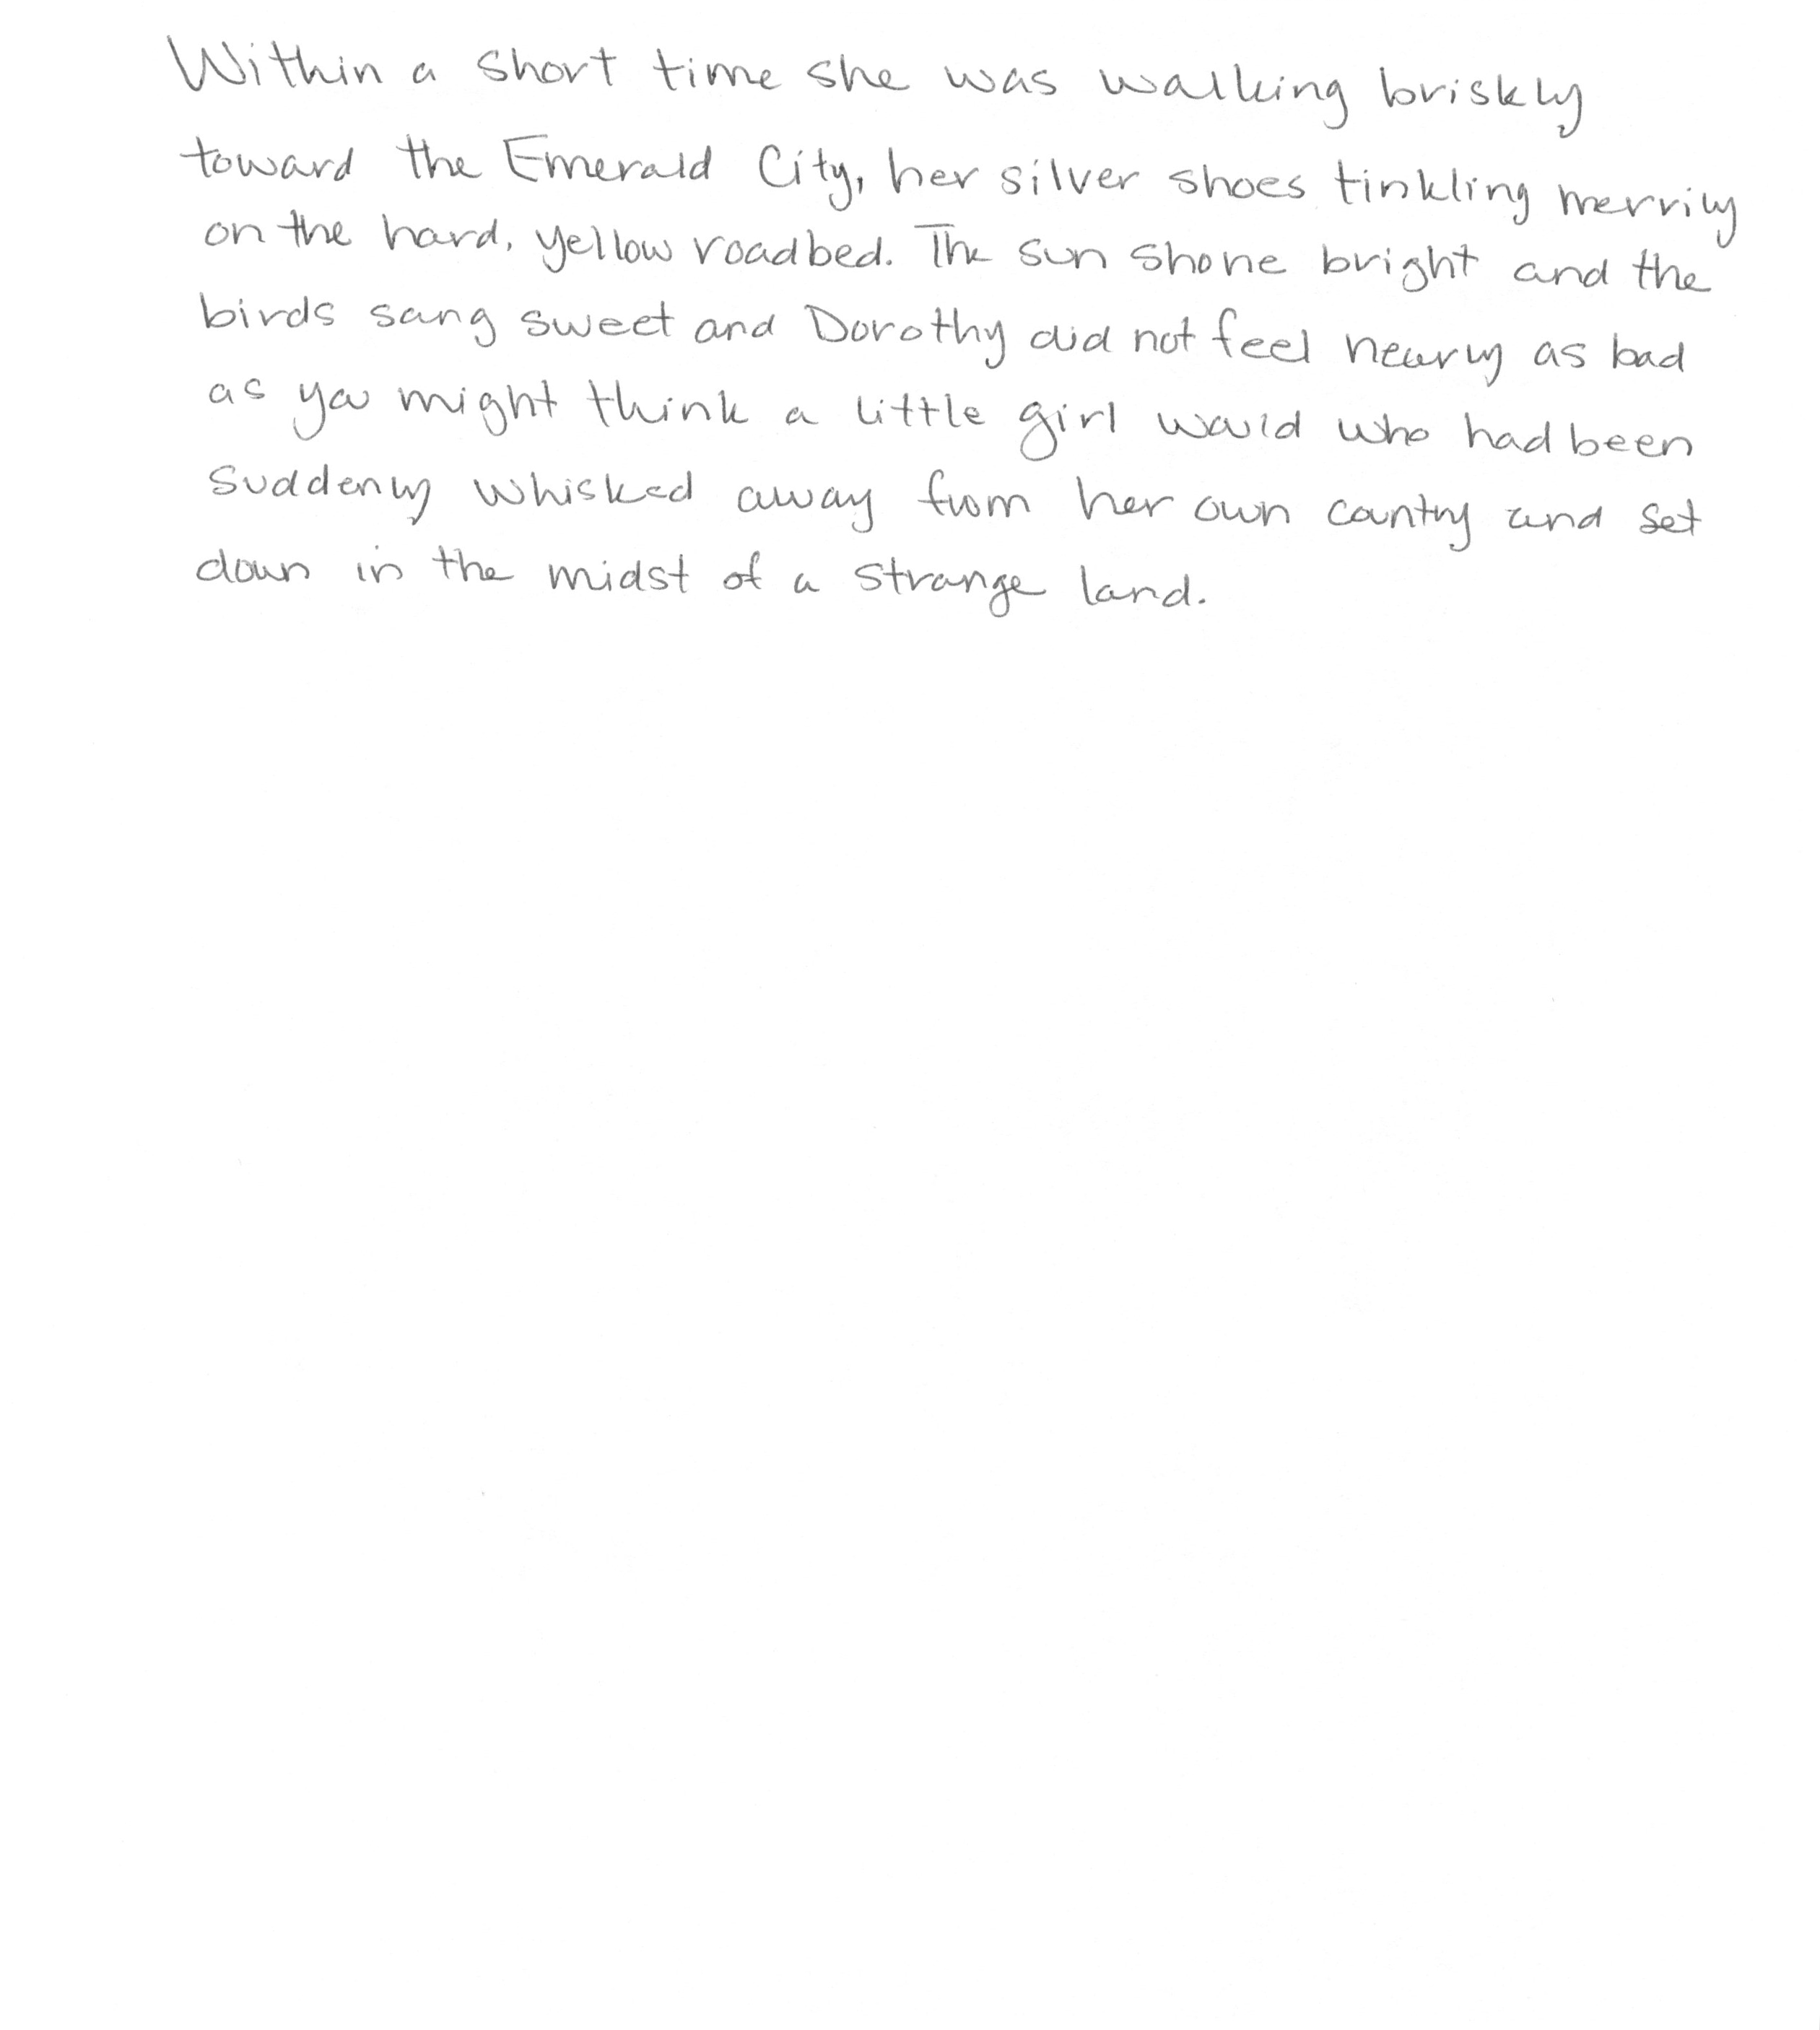 Within a short time she was walking briskly
toward the Emerald City, her silver shoes tinkling merrily
on the hard, yellow roadbed. The sun shone bright and the
birds sang sweet and Dorothy did not feel nearly as bad
as you might think a little girl would who had been
suddenly whisked away from her own country and set
down in the midst of a strange land.